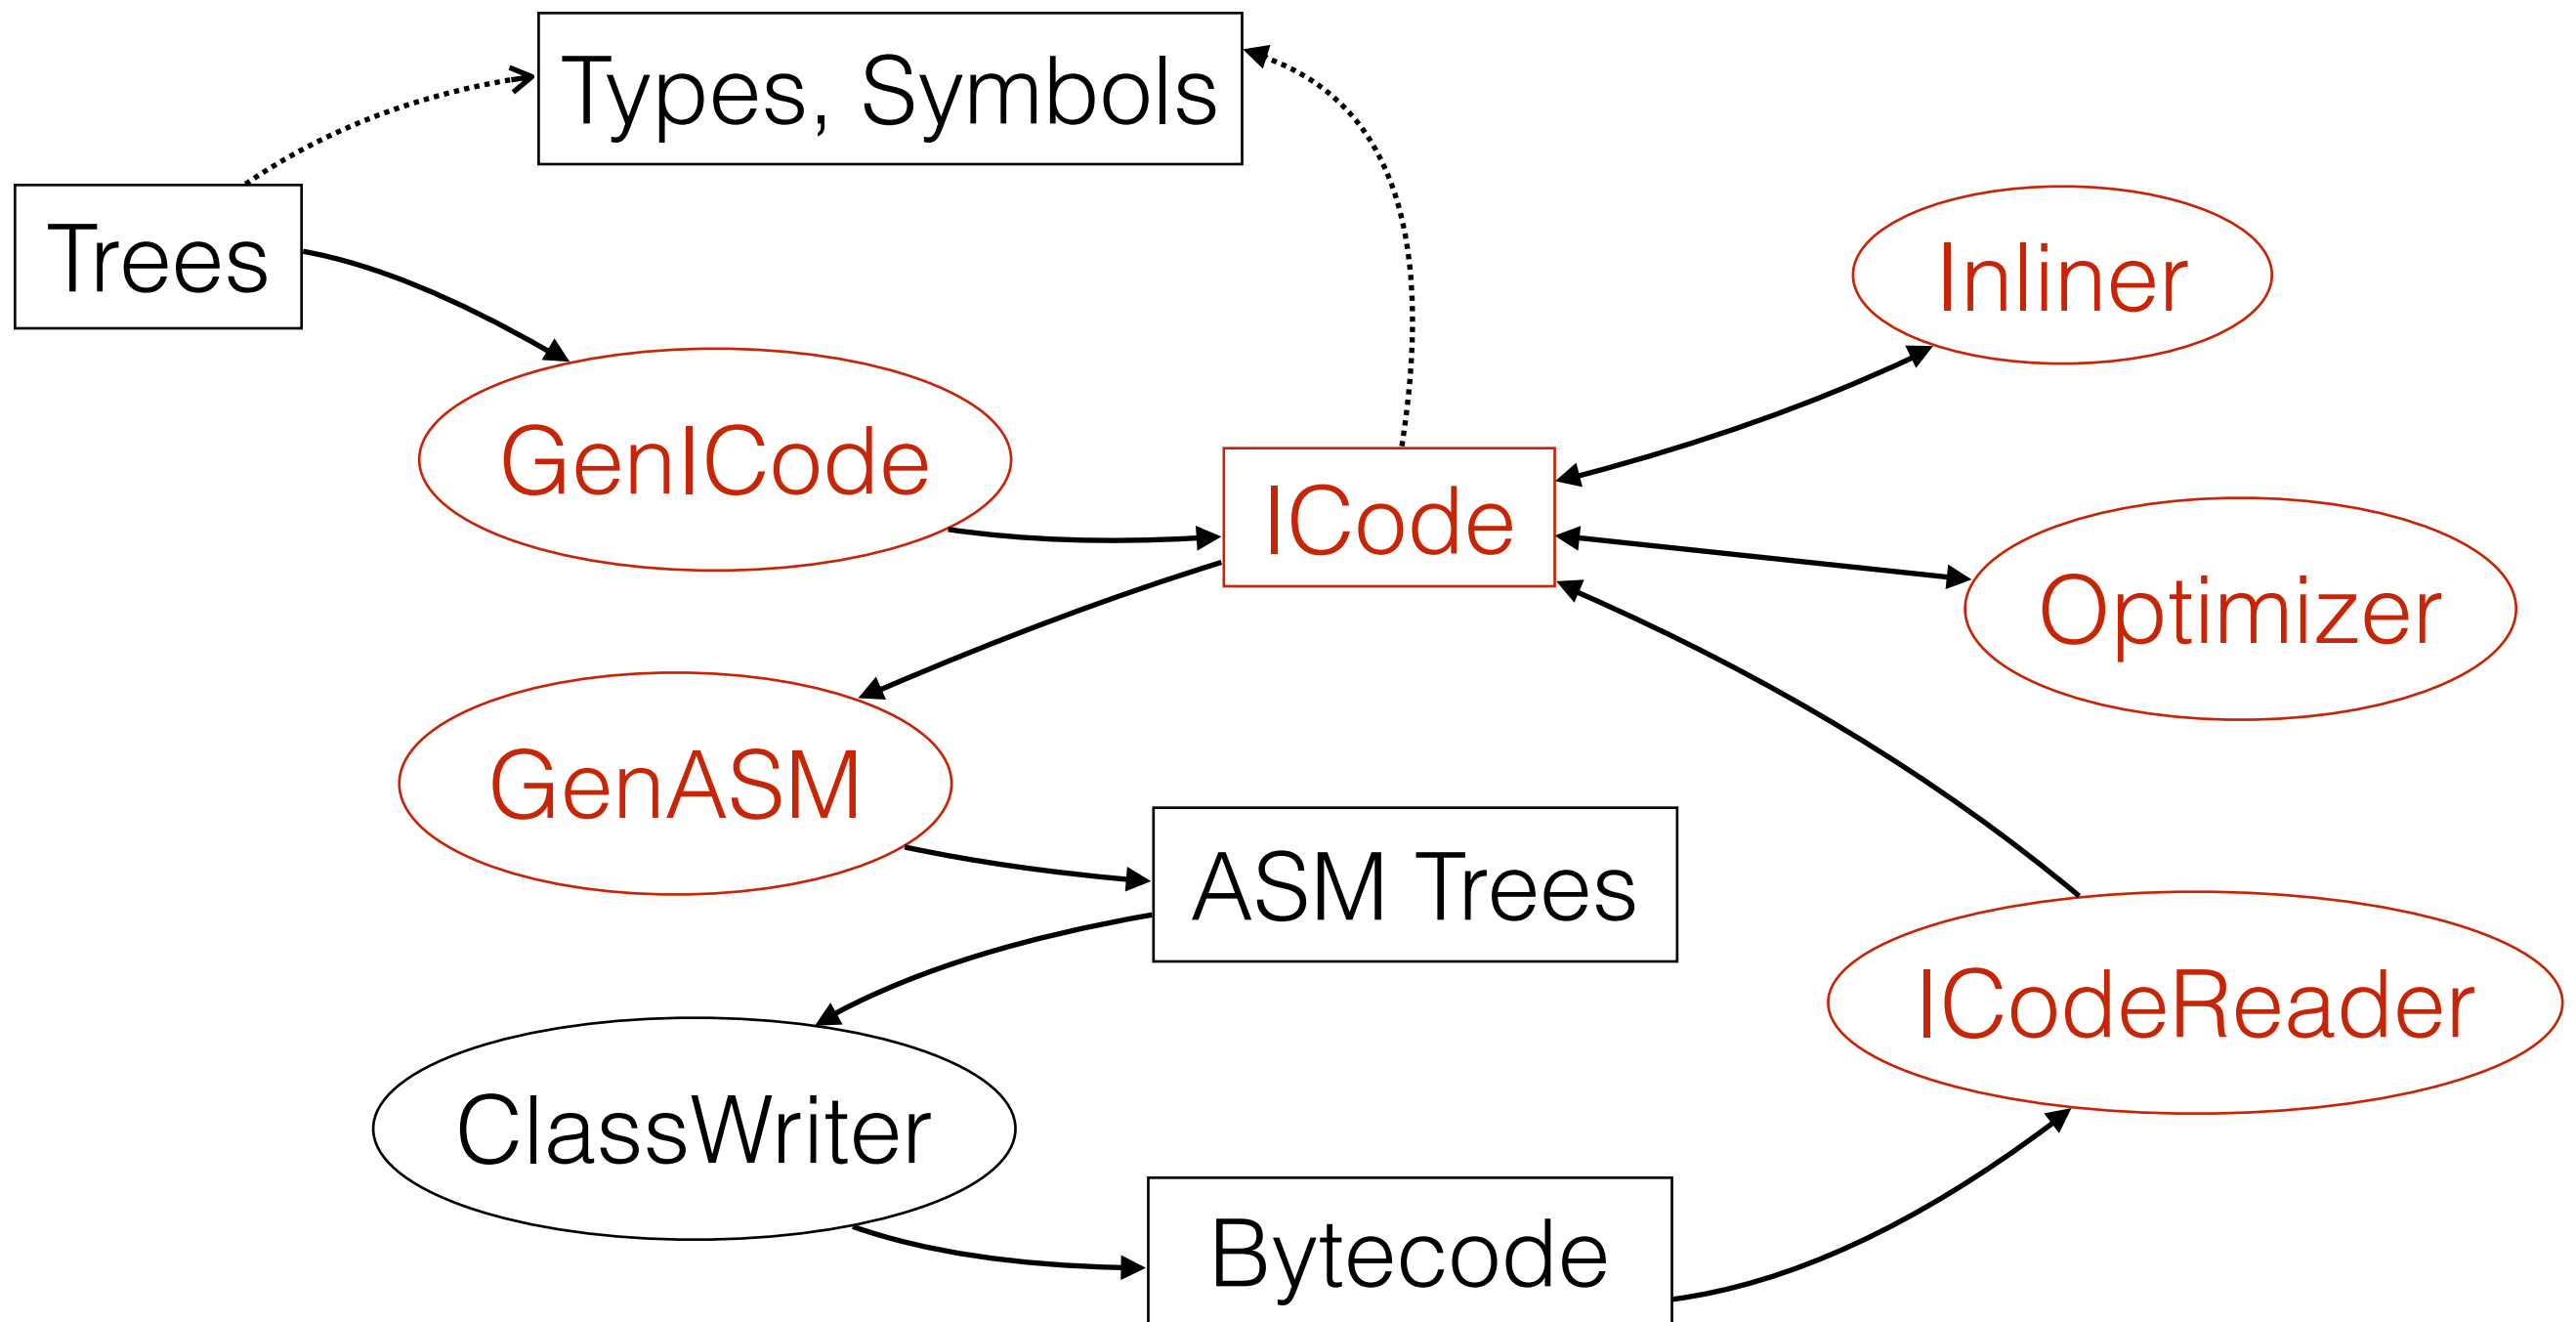 Types, Symbols
Trees
Inliner
GenICode
ICode
Optimizer
GenASM
ASM Trees
ICodeReader
ClassWriter
Bytecode